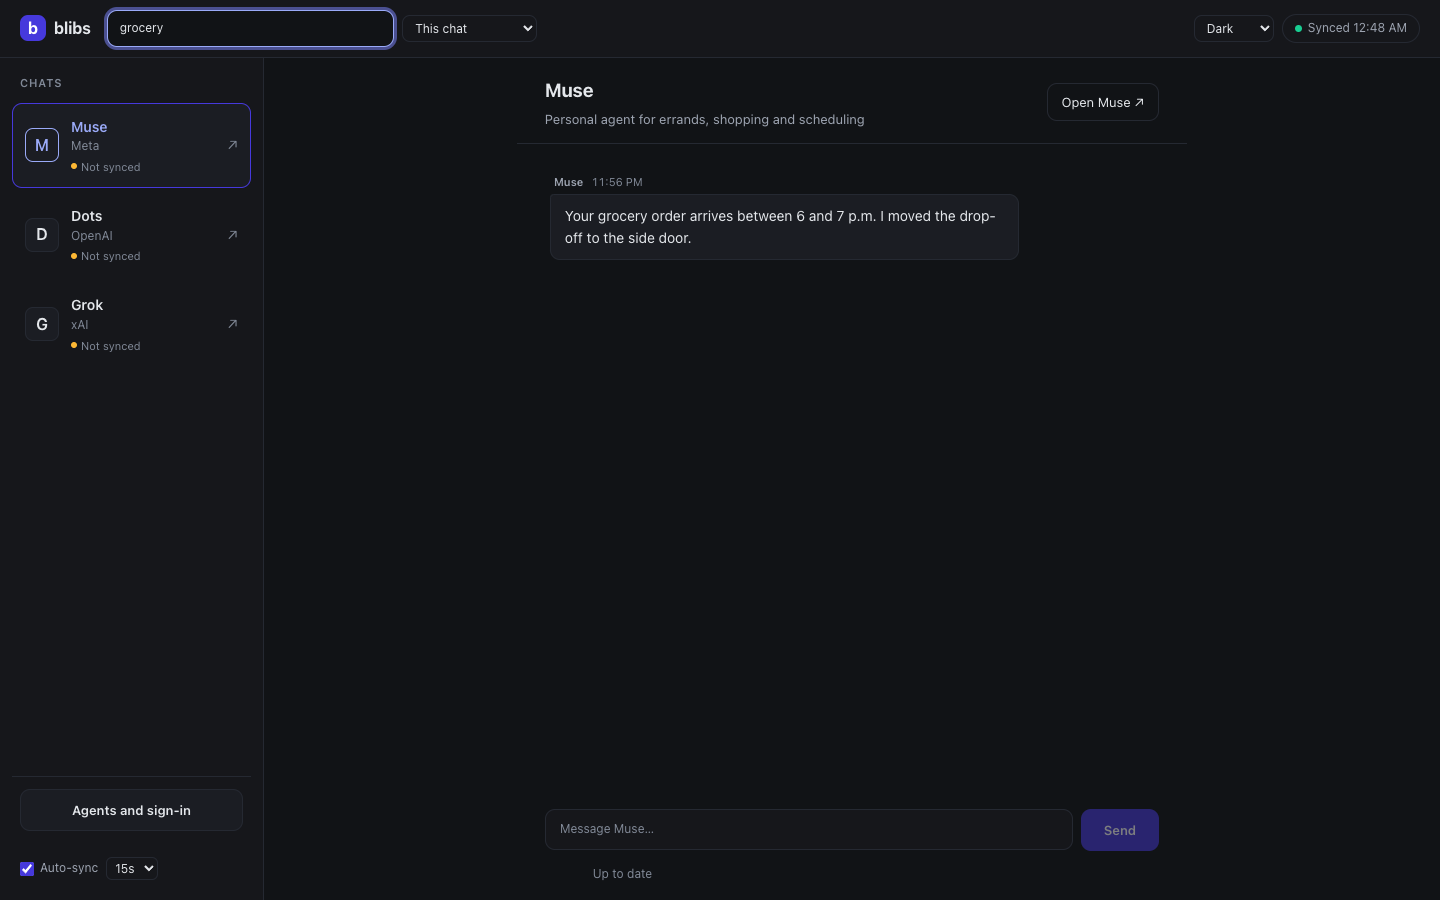 b blibs
grocery
This chat
Dark
Synced 12:48 AM
CHATS
M
Muse
Meta
Not synced
D
Dots
OpenAI
Not synced
G
Grok
xAI
Not synced
Agents and sign-in
Auto-sync 15s
Muse
Personal agent for errands, shopping and scheduling
Open Muse ↗
Muse 11:56 PM
Your grocery order arrives between 6 and 7 p.m. I moved the drop-
off to the side door.
Message Muse...
Send
Up to date